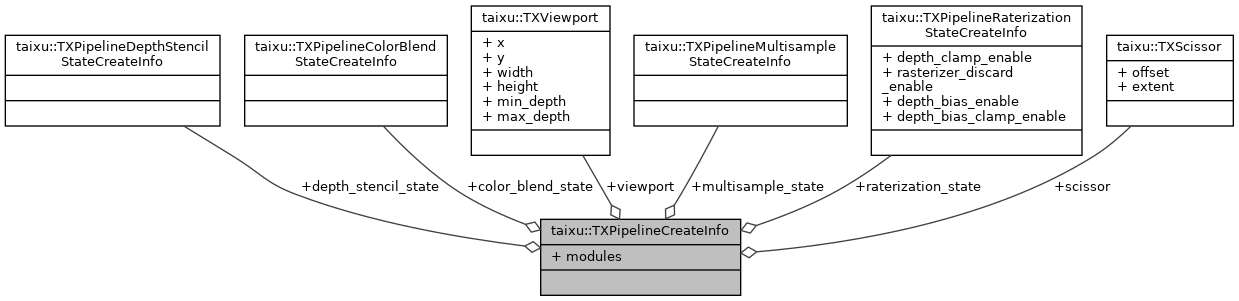 taixu::TXPipelineDepthStencil
StateCreateInfo
taixu::TXPipelineColorBlend
StateCreateInfo
taixu::TXViewport
+ x
+ y
+ width
+ height
+ min_depth
+ max_depth
taixu::TXPipelineMultisample
StateCreateInfo
taixu::TXPipelineRaterization
StateCreateInfo
+ depth_clamp_enable
+ rasterizer_discard
_enable
+ depth_bias_enable
+ depth_bias_clamp_enable
taixu::TXScissor
+ offset
+ extent
+depth_stencil_state
+color_blend_state
+viewport
+multisample_state
+raterization_state
+scissor
taixu::TXPipelineCreateInfo
+ modules